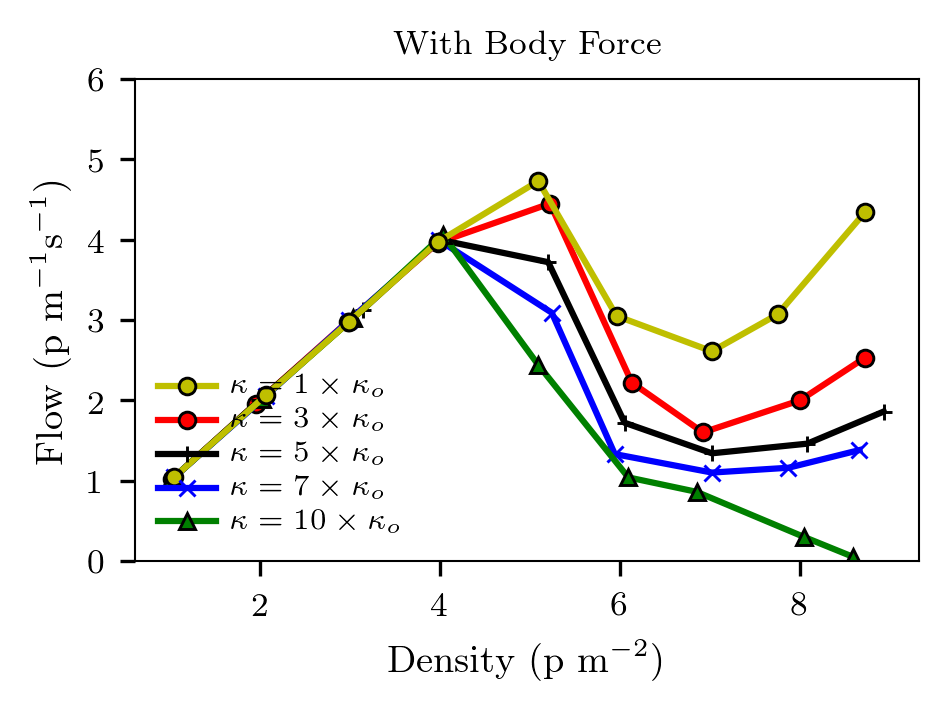 With Body Force
6
5
4
3
2
1
0
Flow (p m⁻¹s⁻¹)
κ = 1 × κₒ
κ = 3 × κₒ
κ = 5 × κₒ
κ = 7 × κₒ
κ = 10 × κₒ
2 4 6 8
Density (p m⁻²)